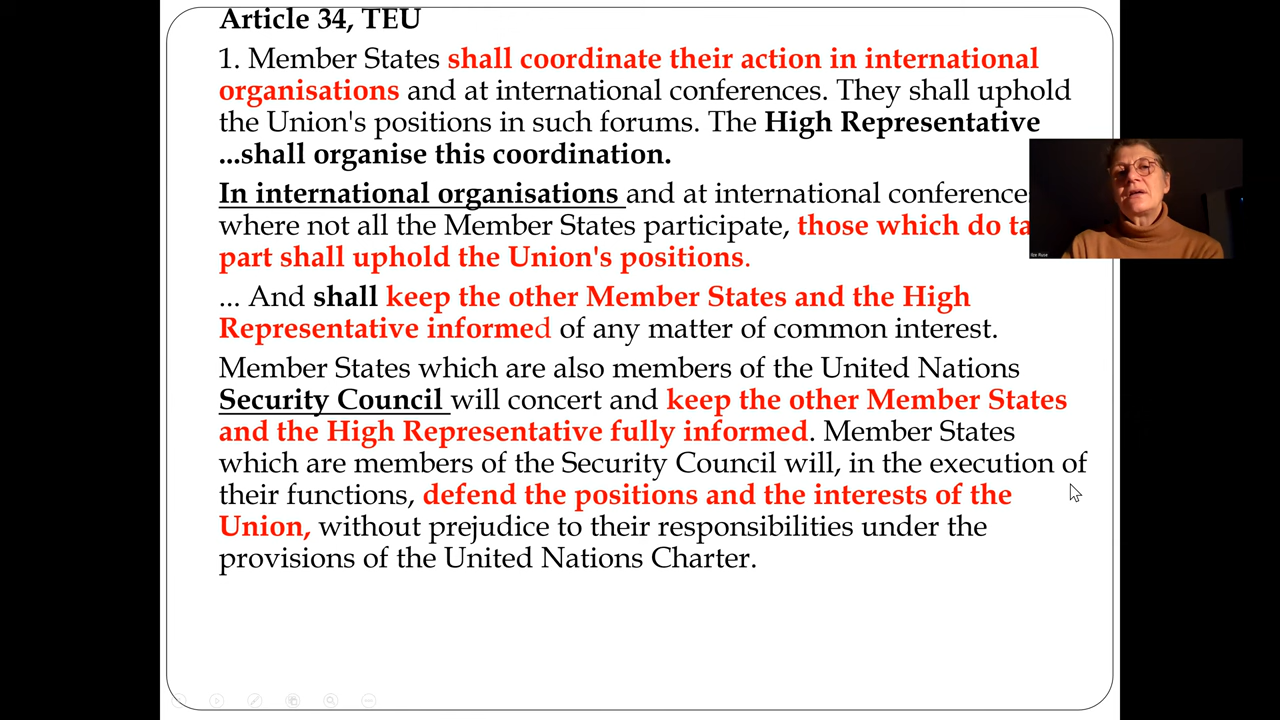 Article 34, TEU
1. Member States shall coordinate their action in international
organisations and at international conferences. They shall uphold
the Union's positions in such forums. The High Representative
...shall organise this coordination.
In international organisations and at international conference
where not all the Member States participate, those which do ta
part shall uphold the Union's positions.
... And shall keep the other Member States and the High
Representative informed of any matter of common interest.
Member States which are also members of the United Nations
Security Council will concert and keep the other Member States
and the High Representative fully informed. Member States
which are members of the Security Council will, in the execution of
their functions, defend the positions and the interests of the
Union, without prejudice to their responsibilities under the
provisions of the United Nations Charter.